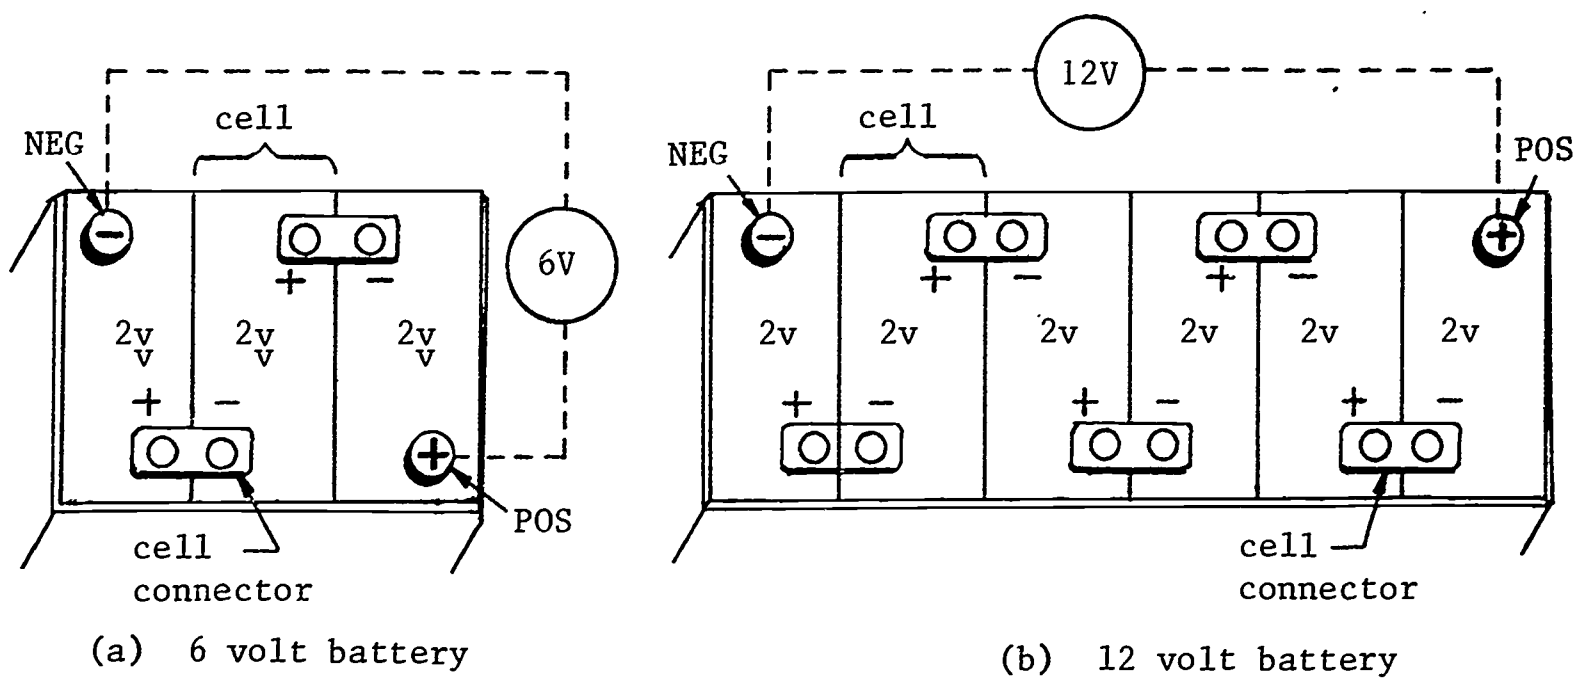 cell
NEG
6V
+ −
2v 2v 2v
v v v
+ −
POS
cell
connector
(a) 6 volt battery
12V
cell
NEG
POS
+ − + −
2v 2v 2v 2v 2v 2v
+ − + − + −
cell
connector
(b) 12 volt battery